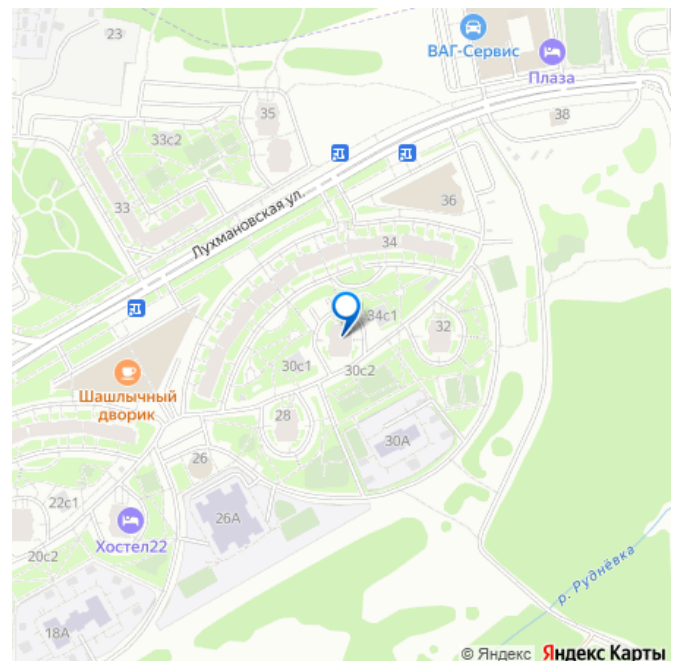 23
ВАГ-Сервис
Плаза
35
38
33с2
36
33
Лухмановская ул.
34
34с1
32
30с1
30с2
Шашлычный
дворик
28
30А
26
22с1
26А
Хостел22
20с2
р. Руднёвка
18А
© Яндекс Яндекс Карты